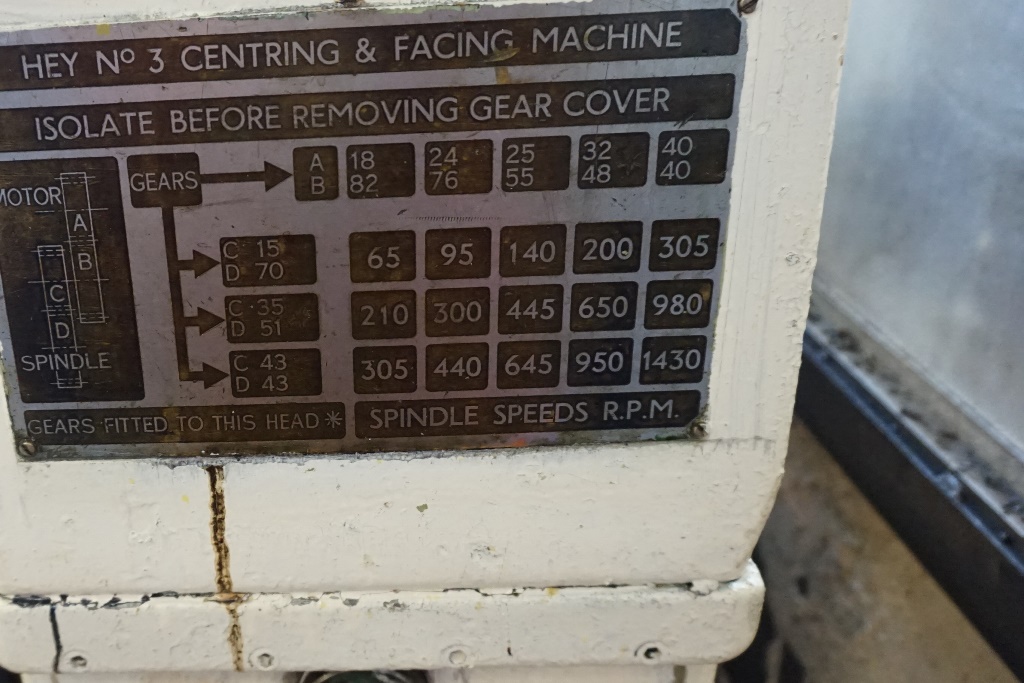 HEY Nº 3 CENTRING & FACING MACHINE
ISOLATE BEFORE REMOVING GEAR COVER
MOTOR
A
B
C
D
SPINDLE
GEARS
A 18 24 25 32 40
B 82 76 55 48 40
C 15
D 70
65 95 140 200 305
C 35
D 51
210 300 445 650 980
C 43
D 43
305 440 645 950 1430
GEARS FITTED TO THIS HEAD *
SPINDLE SPEEDS R.P.M.